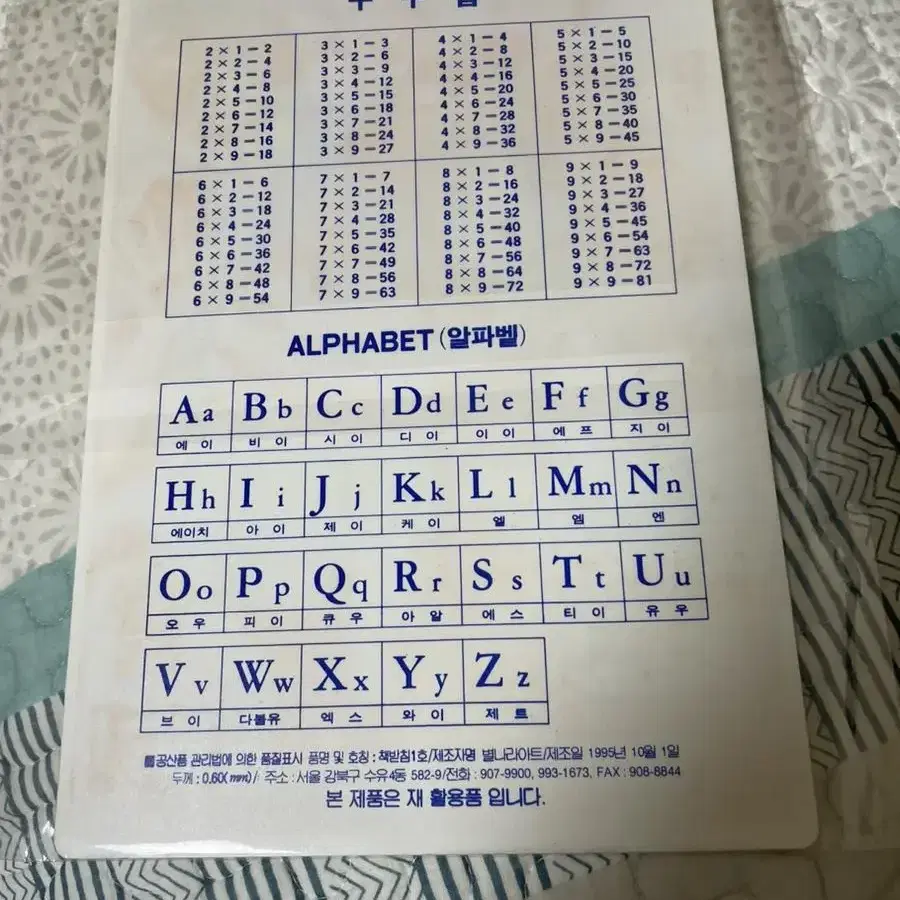 구구법
2 × 1 – 2
2 × 2 – 4
2 × 3 – 6
2 × 4 – 8
2 × 5 – 10
2 × 6 – 12
2 × 7 – 14
2 × 8 – 16
2 × 9 – 18
3 × 1 – 3
3 × 2 – 6
3 × 3 – 9
3 × 4 – 12
3 × 5 – 15
3 × 6 – 18
3 × 7 – 21
3 × 8 – 24
3 × 9 – 27
4 × 1 – 4
4 × 2 – 8
4 × 3 – 12
4 × 4 – 16
4 × 5 – 20
4 × 6 – 24
4 × 7 – 28
4 × 8 – 32
4 × 9 – 36
5 × 1 – 5
5 × 2 – 10
5 × 3 – 15
5 × 4 – 20
5 × 5 – 25
5 × 6 – 30
5 × 7 – 35
5 × 8 – 40
5 × 9 – 45
6 × 1 – 6
6 × 2 – 12
6 × 3 – 18
6 × 4 – 24
6 × 5 – 30
6 × 6 – 36
6 × 7 – 42
6 × 8 – 48
6 × 9 – 54
7 × 1 – 7
7 × 2 – 14
7 × 3 – 21
7 × 4 – 28
7 × 5 – 35
7 × 6 – 42
7 × 7 – 49
7 × 8 – 56
7 × 9 – 63
8 × 1 – 8
8 × 2 – 16
8 × 3 – 24
8 × 4 – 32
8 × 5 – 40
8 × 6 – 48
8 × 7 – 56
8 × 8 – 64
8 × 9 – 72
9 × 1 – 9
9 × 2 – 18
9 × 3 – 27
9 × 4 – 36
9 × 5 – 45
9 × 6 – 54
9 × 7 – 63
9 × 8 – 72
9 × 9 – 81
ALPHABET (알파벨)
Aa Bb Cc Dd Ee Ff Gg
에이 비이 시이 디이 이이 에프 지이
Hh Ii Jj Kk Ll Mm Nn
에이치 아이 제이 케이 엘 엠 엔
Oo Pp Qq Rr Ss Tt Uu
오우 피이 큐우 아알 에스 티이 유우
Vv Ww Xx Yy Zz
브이 다블유 엑스 와이 제트
공산품 관리법에 의한 품질표시 품명 및 호칭 : 책받침1호/제조자명 별나라아트/제조일 1995년 10월 1일
두께 : 0.60(mm) / 주소 : 서울 강북구 수유4동 582-9/전화 : 907-9900, 993-1673, FAX : 908-8844
본 제품은 재 활용품 입니다.